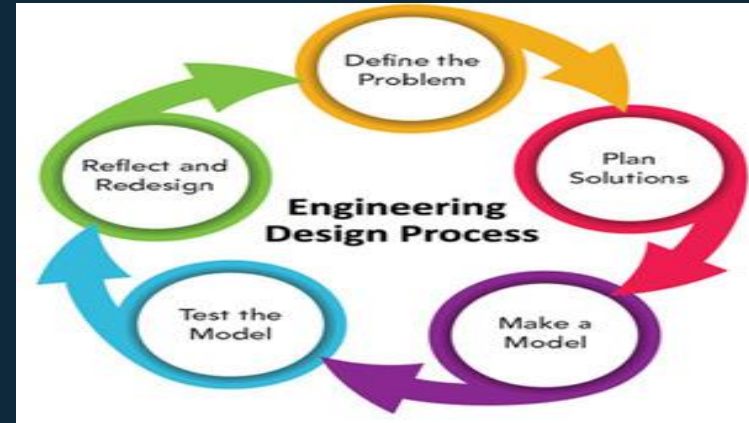 Define the
Problem
Plan
Solutions
Make a
Model
Test the
Model
Reflect and
Redesign
Engineering
Design Process